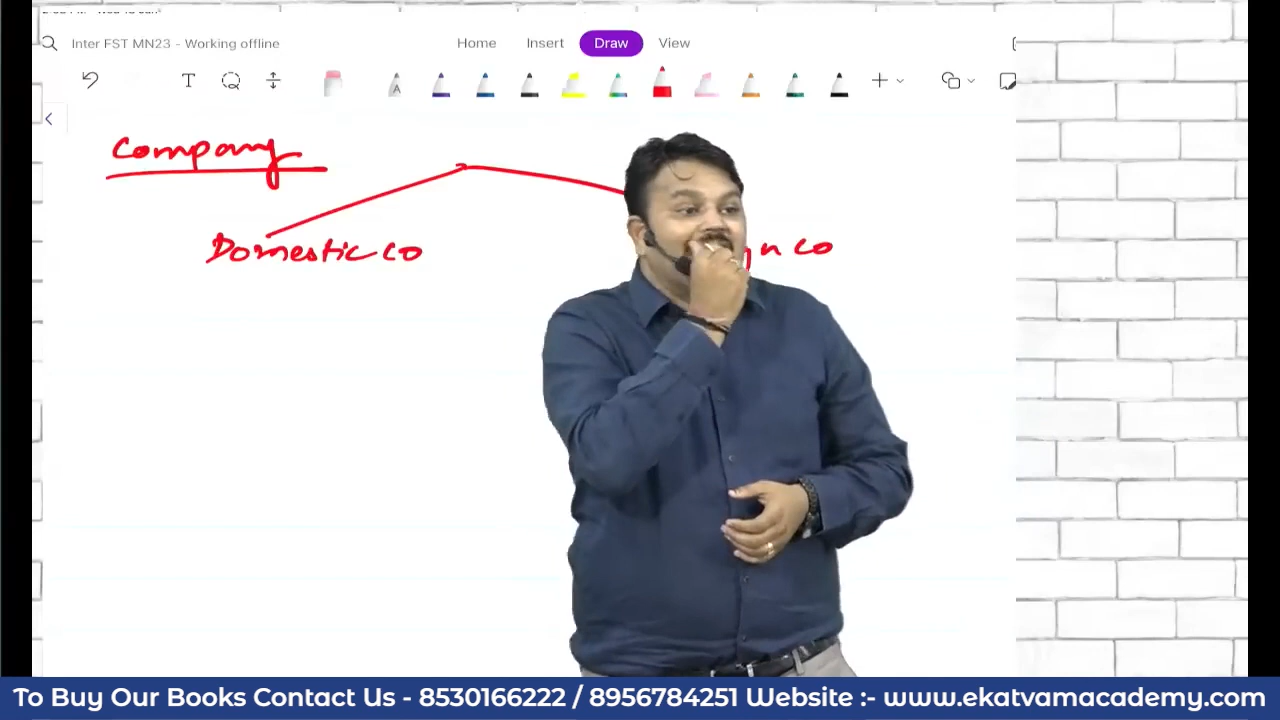 Inter FST MN23 - Working offline
Home Insert Draw View
T
A
Company
Domestic co
n co
To Buy Our Books Contact Us - 8530166222 / 8956784251 Website :- www.ekatvamacademy.com